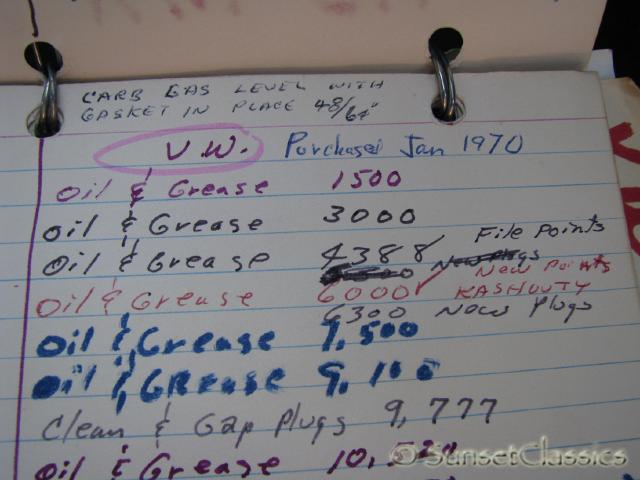 CARB GAS LEVEL WITH
GASKET IN PLACE 48/64"
V.W. Purchased Jan 1970
Oil & Grease 1500
Oil & Grease 3000
Oil & Grease 4388 File Points
New Points
Oil & Grease 6000 KASHOUTY
6300 New Plugs
Oil & Grease 7,500
Oil & Grease 9,100
Clean & Gap Plugs 9,777
Oil & Grease 10,520
© SunsetClassics